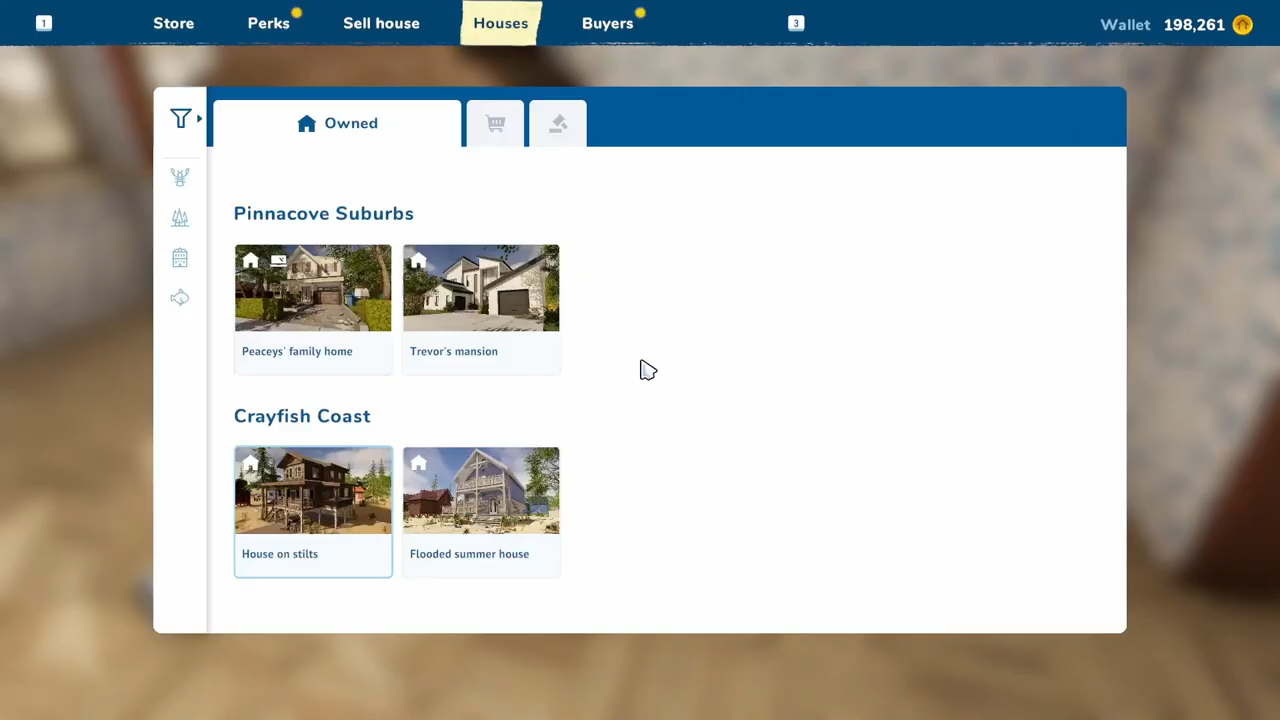 1 Store Perks Sell house Houses Buyers 3 Wallet 198,261
Owned
Pinnacove Suburbs
Peaceys' family home Trevor's mansion
Crayfish Coast
House on stilts Flooded summer house